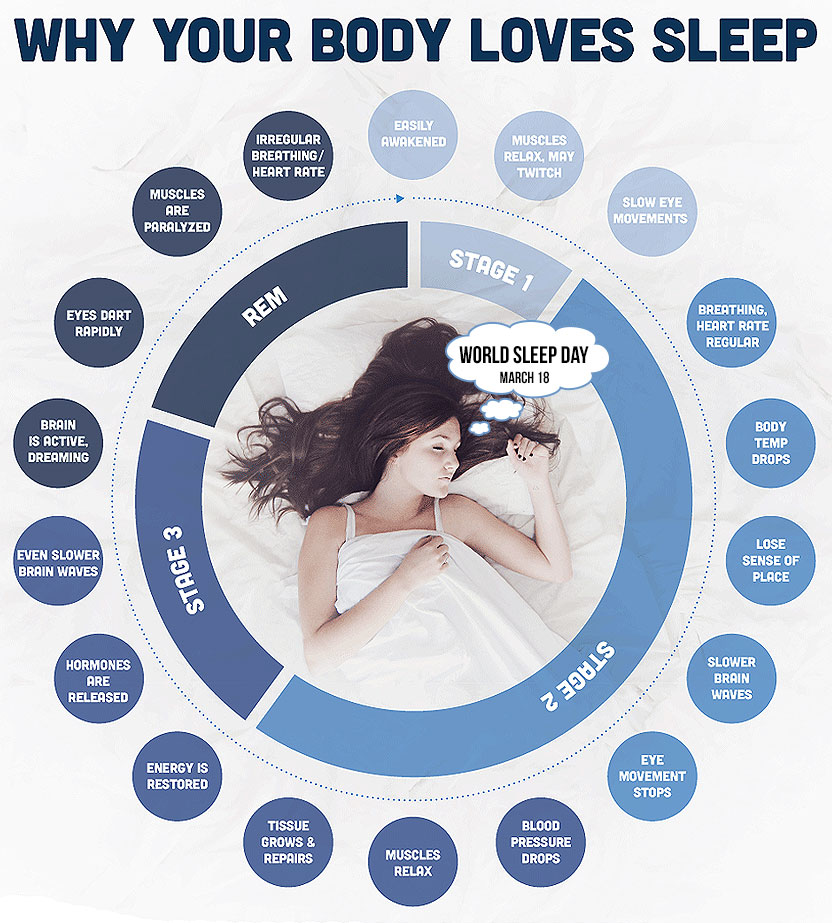 WHY YOUR BODY LOVES SLEEP
EASILY
AWAKENED
MUSCLES
RELAX, MAY
TWITCH
SLOW EYE
MOVEMENTS
BREATHING,
HEART RATE
REGULAR
BODY
TEMP
DROPS
LOSE
SENSE OF
PLACE
SLOWER
BRAIN
WAVES
EYE
MOVEMENT
STOPS
BLOOD
PRESSURE
DROPS
MUSCLES
RELAX
TISSUE
GROWS &
REPAIRS
ENERGY IS
RESTORED
HORMONES
ARE
RELEASED
EVEN SLOWER
BRAIN WAVES
BRAIN
IS ACTIVE,
DREAMING
EYES DART
RAPIDLY
MUSCLES
ARE
PARALYZED
IRREGULAR
BREATHING/
HEART RATE
STAGE 1
STAGE 2
STAGE 3
REM
WORLD SLEEP DAY
MARCH 18